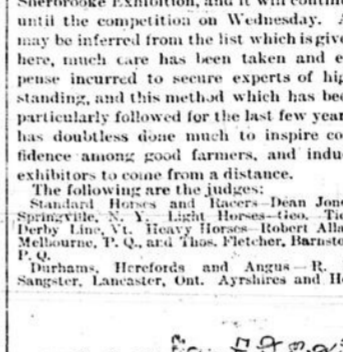 Sherbrooke Exhibition, and it will contin
until the competition on Wednesday. A
may be inferred from the list which is give
here, much care has been taken and e
pense incurred to secure experts of hig
standing, and this method which has bee
particularly followed for the last few year
has doubtless done much to inspire co
fidence among good farmers, and indu
exhibitors to come from a distance.
The following are the judges:
Standard Horses and Racers—Dean Jone
Springville, N. Y. Light Horses—Geo. Tic
Derby Line, Vt. Heavy Horses—Robert Alla
Melbourne, P. Q., and Thos. Fletcher, Barnsto
P. Q.
Durhams, Herefords and Angus—R.
Sangster, Lancaster, Ont. Ayrshires and He